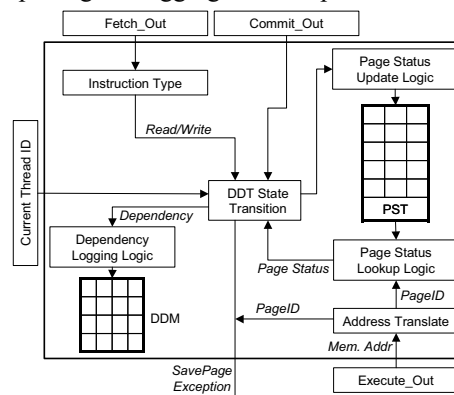 Fetch_Out
Commit_Out
Instruction Type
Page Status
Update Logic
Read/Write
Current Thread ID
DDT State
Transition
PST
Dependency
Dependency
Logging Logic
Page Status
Page Status
Lookup Logic
DDM
PageID
PageID
Address Translate
Mem. Addr
SavePage
Exception
Execute_Out